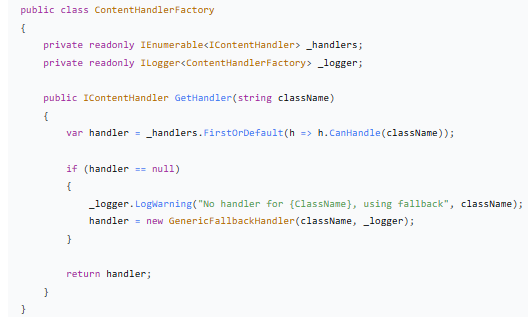 public class ContentHandlerFactory
{
    private readonly IEnumerable<IContentHandler> _handlers;
    private readonly ILogger<ContentHandlerFactory> _logger;

    public IContentHandler GetHandler(string className)
    {
        var handler = _handlers.FirstOrDefault(h => h.CanHandle(className));

        if (handler == null)
        {
            _logger.LogWarning("No handler for {ClassName}, using fallback", className);
            handler = new GenericFallbackHandler(className, _logger);
        }

        return handler;
    }
}